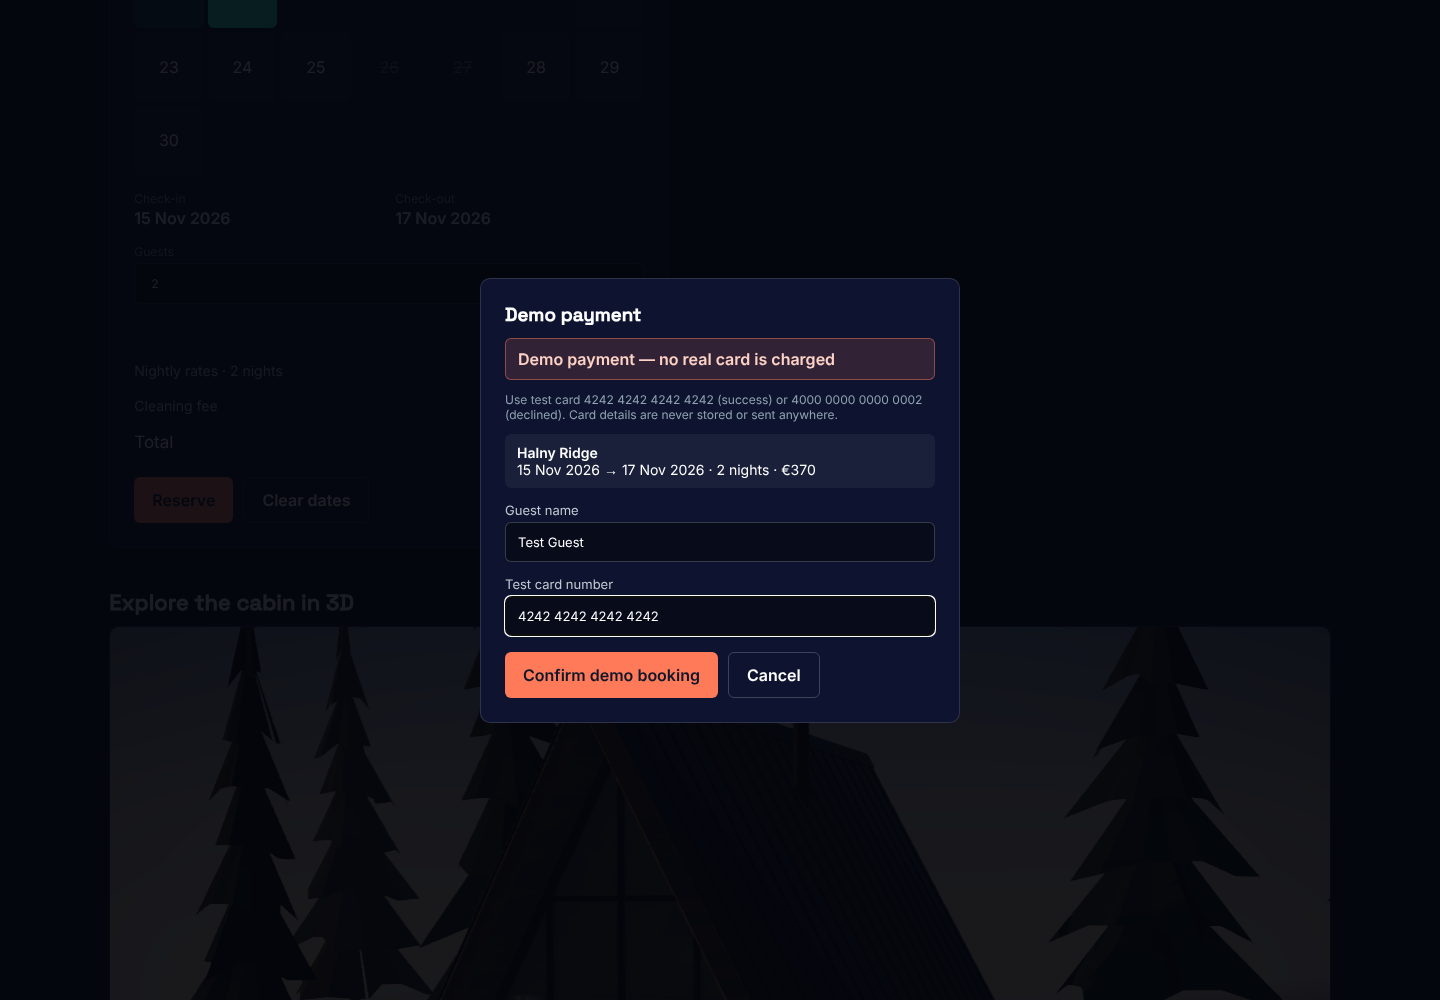 23 24 25 26 27 28 29
30
Check-in Check-out
15 Nov 2026 17 Nov 2026
Guests
2
Nightly rates · 2 nights
Cleaning fee
Total
Reserve Clear dates
Explore the cabin in 3D
Demo payment
Demo payment — no real card is charged
Use test card 4242 4242 4242 4242 (success) or 4000 0000 0000 0002
(declined). Card details are never stored or sent anywhere.
Halny Ridge
15 Nov 2026 → 17 Nov 2026 · 2 nights · €370
Guest name
Test Guest
Test card number
4242 4242 4242 4242
Confirm demo booking Cancel